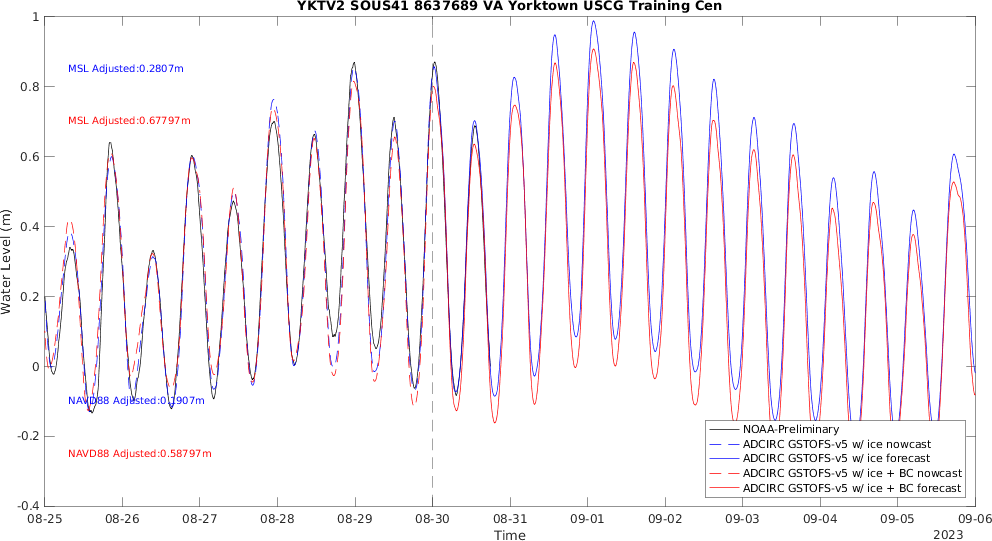 YKTV2 SOUS41 8637689 VA Yorktown USCG Training Cen
MSL Adjusted:0.2807m
MSL Adjusted:0.67797m
NAVD88 Adjusted:0.1907m
NAVD88 Adjusted:0.58797m
Water Level (m)
1
0.8
0.6
0.4
0.2
0
-0.2
-0.4
NOAA-Preliminary
ADCIRC GSTOFS-v5 w/ ice nowcast
ADCIRC GSTOFS-v5 w/ ice forecast
ADCIRC GSTOFS-v5 w/ ice + BC nowcast
ADCIRC GSTOFS-v5 w/ ice + BC forecast
08-25 08-26 08-27 08-28 08-29 08-30 08-31 09-01 09-02 09-03 09-04 09-05 09-06
Time
2023